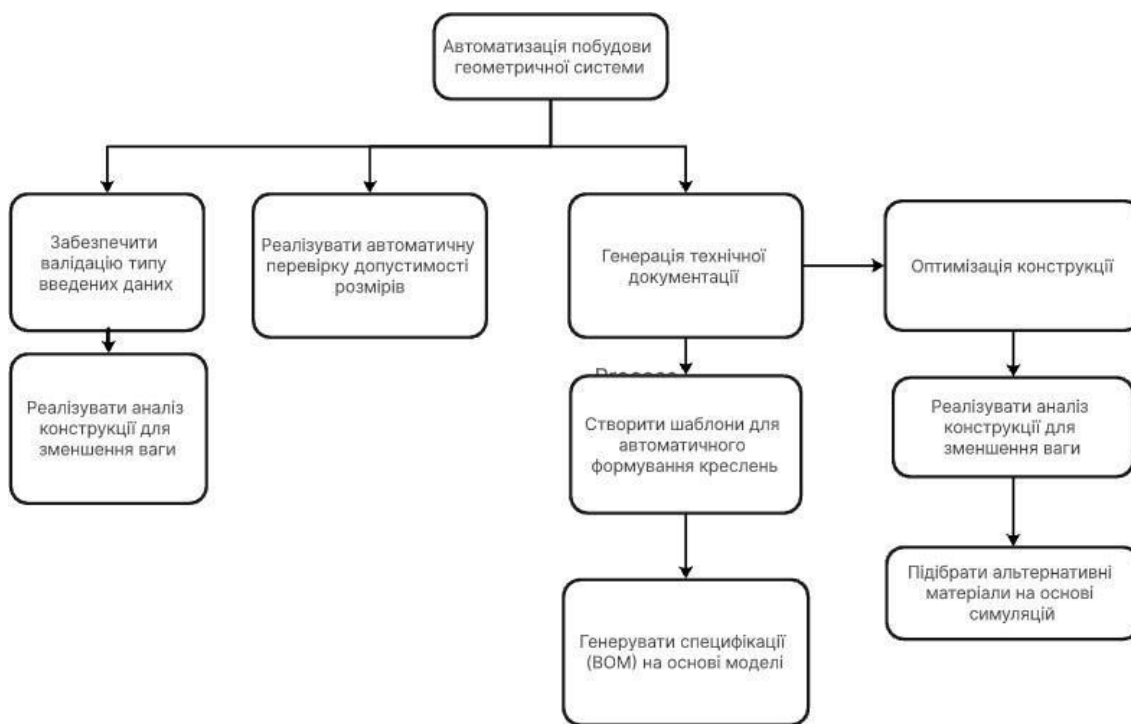 Автоматизація побудови
геометричної системи
Забезпечити
валідацію типу
введених даних
Реалізувати автоматичну
перевірку допустимості
розмірів
Генерація технічної
документації
Оптимізація конструкції
Реалізувати аналіз
конструкції для
зменшення ваги
Створити шаблони для
автоматичного
формування креслень
Реалізувати аналіз
конструкції для
зменшення ваги
Генерувати специфікації
(BOM) на основі моделі
Підібрати альтернативні
матеріали на основі
симуляцій